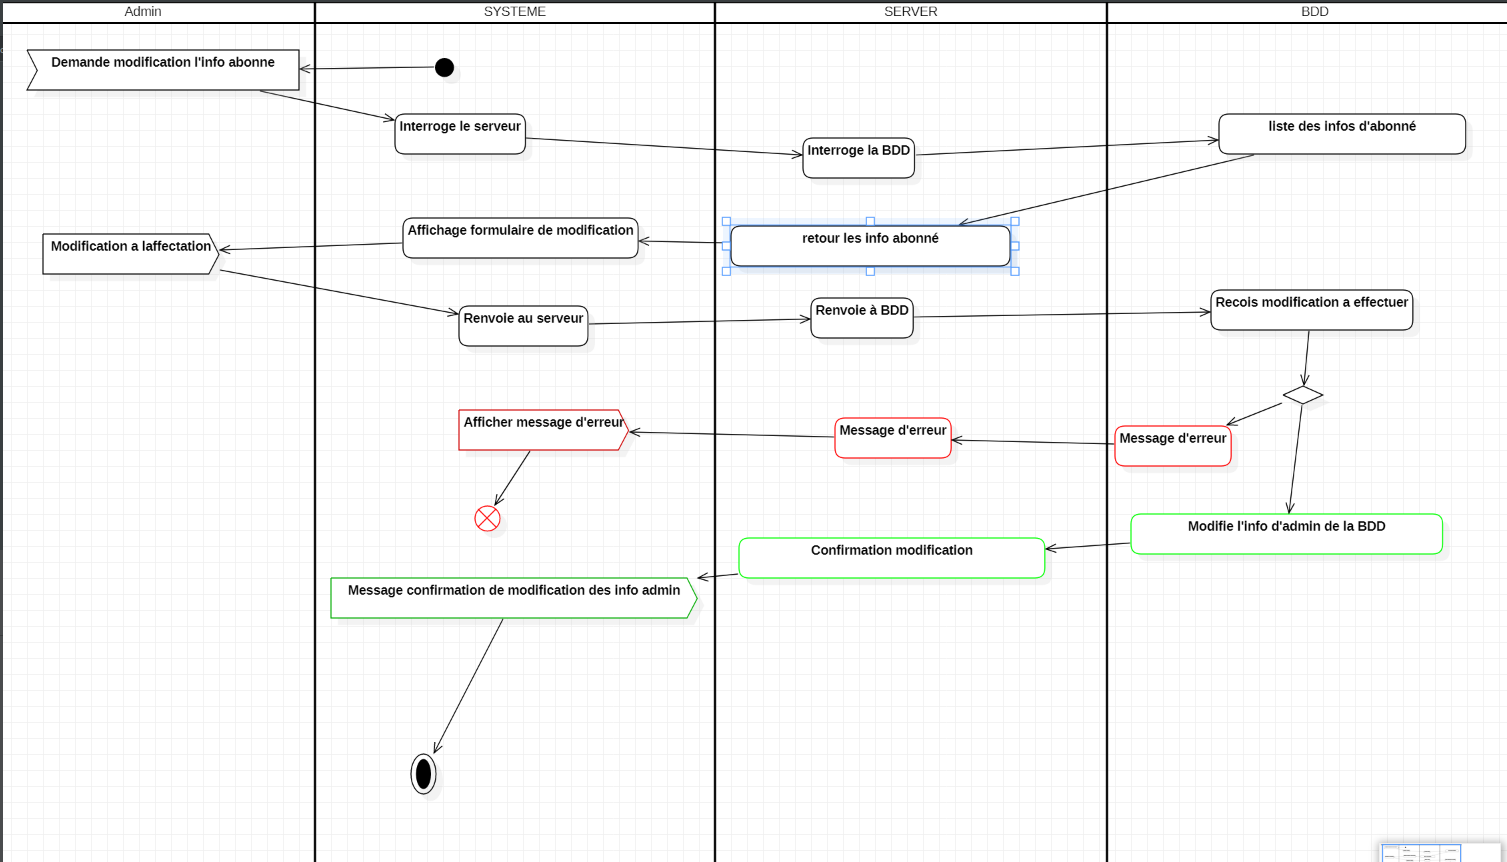 Admin
SYSTEME
SERVER
BDD
Demande modification l'info abonne
Interroge le serveur
Interroge la BDD
liste des infos d'abonné
Affichage formulaire de modification
retour les info abonné
Modification a laffectation
Renvoie au serveur
Renvoie à BDD
Recois modification a effectuer
Afficher message d'erreur
Message d'erreur
Message d'erreur
Modifie l'info d'admin de la BDD
Confirmation modification
Message confirmation de modification des info admin